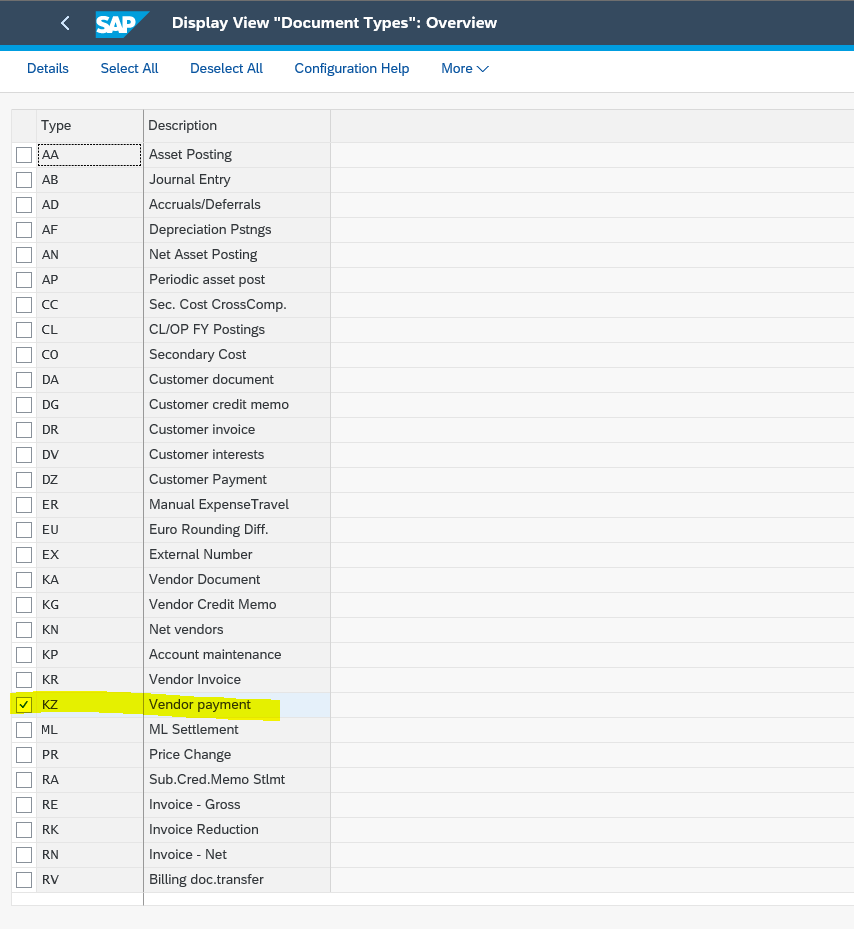 SAP Display View "Document Types": Overview
Details Select All Deselect All Configuration Help More
Type Description
AA Asset Posting
AB Journal Entry
AD Accruals/Deferrals
AF Depreciation Pstngs
AN Net Asset Posting
AP Periodic asset post
CC Sec. Cost CrossComp.
CL CL/OP FY Postings
CO Secondary Cost
DA Customer document
DG Customer credit memo
DR Customer invoice
DV Customer interests
DZ Customer Payment
ER Manual ExpenseTravel
EU Euro Rounding Diff.
EX External Number
KA Vendor Document
KG Vendor Credit Memo
KN Net vendors
KP Account maintenance
KR Vendor Invoice
KZ Vendor payment
ML ML Settlement
PR Price Change
RA Sub.Cred.Memo Stlmt
RE Invoice - Gross
RK Invoice Reduction
RN Invoice - Net
RV Billing doc.transfer